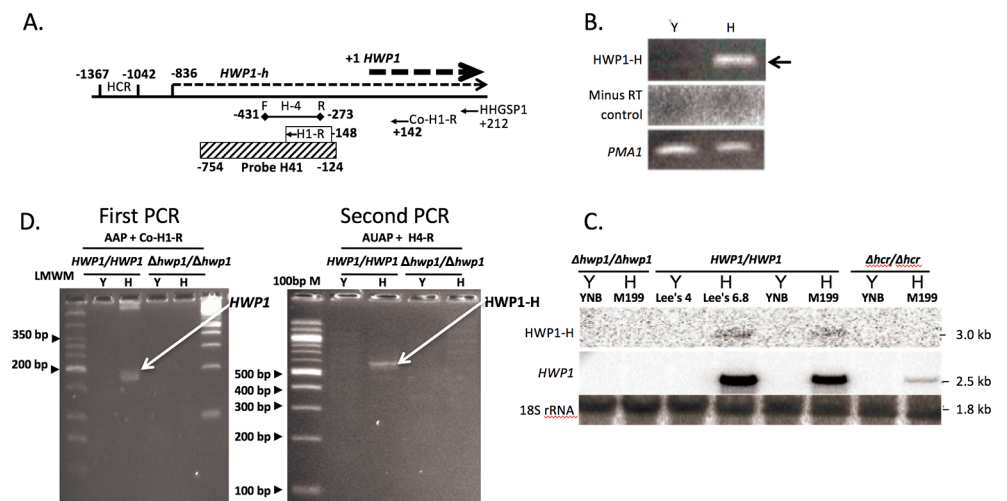 A.
+1 HWP1
-1367 -1042 -836 HWP1-h
HCR
F H-4 R
-431 -273
HHGSP1
+212
Co-H1-R
+142
H1-R -148
-754 Probe H41 -124
B.
Y H
HWP1-H
Minus RT
control
PMA1
D.
First PCR
AAP + Co-H1-R
HWP1/HWP1 Δhwp1/Δhwp1
LMWM Y H Y H
HWP1
350 bp
200 bp
Second PCR
AUAP + H4-R
HWP1/HWP1 Δhwp1/Δhwp1
100bp M Y H Y H
HWP1-H
500 bp
400 bp
300 bp
200 bp
100 bp
C.
Δhwp1/Δhwp1 HWP1/HWP1 Δhcr/Δhcr
Y H Y H Y H Y H
YNB M199 Lee's 4 Lee's 6.8 YNB M199 YNB M199
HWP1-H - 3.0 kb
HWP1 - 2.5 kb
18S rRNA - 1.8 kb